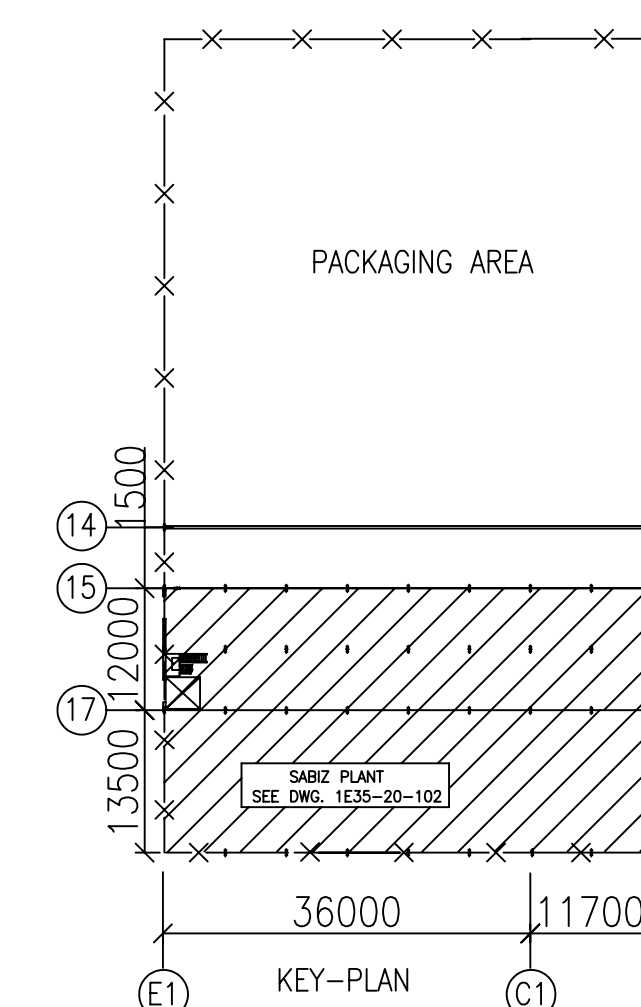 PACKAGING AREA
1500
14
15
12000
17
13500
SABIZ PLANT
SEE DWG. 1E35-20-102
36000
11700
KEY-PLAN
E1
C1